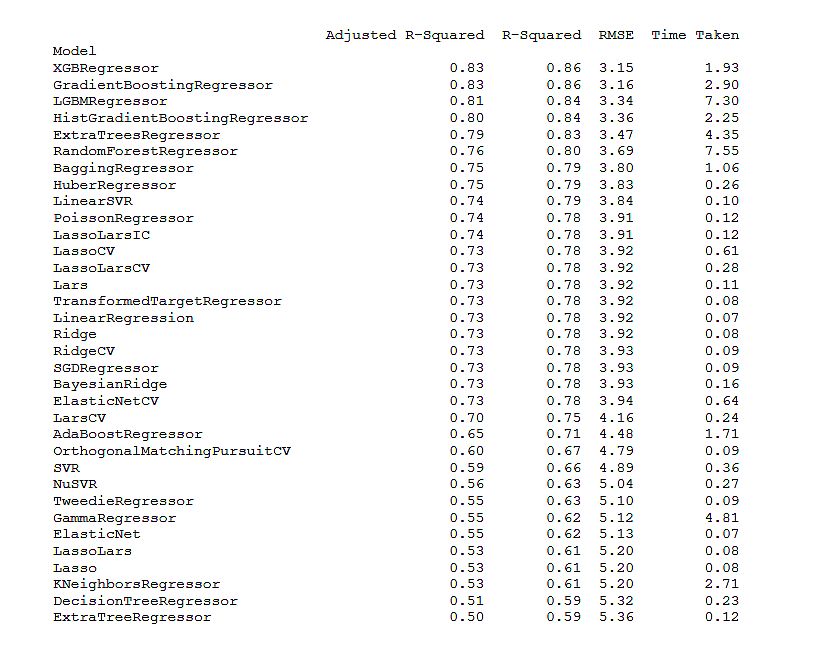 Adjusted R-Squared R-Squared RMSE Time Taken
Model
XGBRegressor 0.83 0.86 3.15 1.93
GradientBoostingRegressor 0.83 0.86 3.16 2.90
LGBMRegressor 0.81 0.84 3.34 7.30
HistGradientBoostingRegressor 0.80 0.84 3.36 2.25
ExtraTreesRegressor 0.79 0.83 3.47 4.35
RandomForestRegressor 0.76 0.80 3.69 7.55
BaggingRegressor 0.75 0.79 3.80 1.06
HuberRegressor 0.75 0.79 3.83 0.26
LinearSVR 0.74 0.79 3.84 0.10
PoissonRegressor 0.74 0.78 3.91 0.12
LassoLarsIC 0.74 0.78 3.91 0.12
LassoCV 0.73 0.78 3.92 0.61
LassoLarsCV 0.73 0.78 3.92 0.28
Lars 0.73 0.78 3.92 0.11
TransformedTargetRegressor 0.73 0.78 3.92 0.08
LinearRegression 0.73 0.78 3.92 0.07
Ridge 0.73 0.78 3.92 0.08
RidgeCV 0.73 0.78 3.93 0.09
SGDRegressor 0.73 0.78 3.93 0.09
BayesianRidge 0.73 0.78 3.93 0.16
ElasticNetCV 0.73 0.78 3.94 0.64
LarsCV 0.70 0.75 4.16 0.24
AdaBoostRegressor 0.65 0.71 4.48 1.71
OrthogonalMatchingPursuitCV 0.60 0.67 4.79 0.09
SVR 0.59 0.66 4.89 0.36
NuSVR 0.56 0.63 5.04 0.27
TweedieRegressor 0.55 0.63 5.10 0.09
GammaRegressor 0.55 0.62 5.12 4.81
ElasticNet 0.55 0.62 5.13 0.07
LassoLars 0.53 0.61 5.20 0.08
Lasso 0.53 0.61 5.20 0.08
KNeighborsRegressor 0.53 0.61 5.20 2.71
DecisionTreeRegressor 0.51 0.59 5.32 0.23
ExtraTreeRegressor 0.50 0.59 5.36 0.12